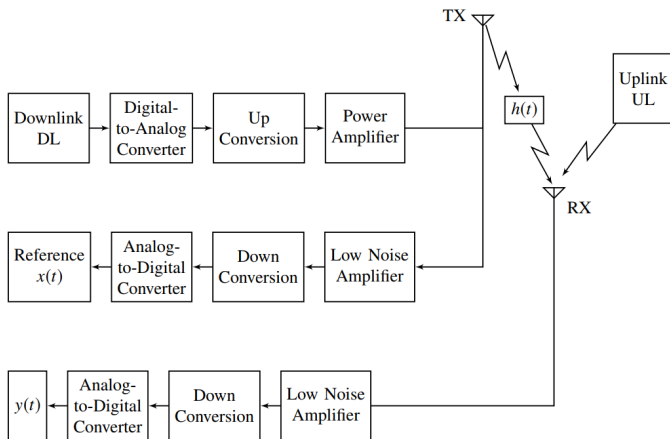 TX
Uplink
UL
Downlink
DL
Digital-
to-Analog
Converter
Up
Conversion
Power
Amplifier
h(t)
RX
Reference
x(t)
Analog-
to-Digital
Converter
Down
Conversion
Low Noise
Amplifier
y(t)
Analog-
to-Digital
Converter
Down
Conversion
Low Noise
Amplifier